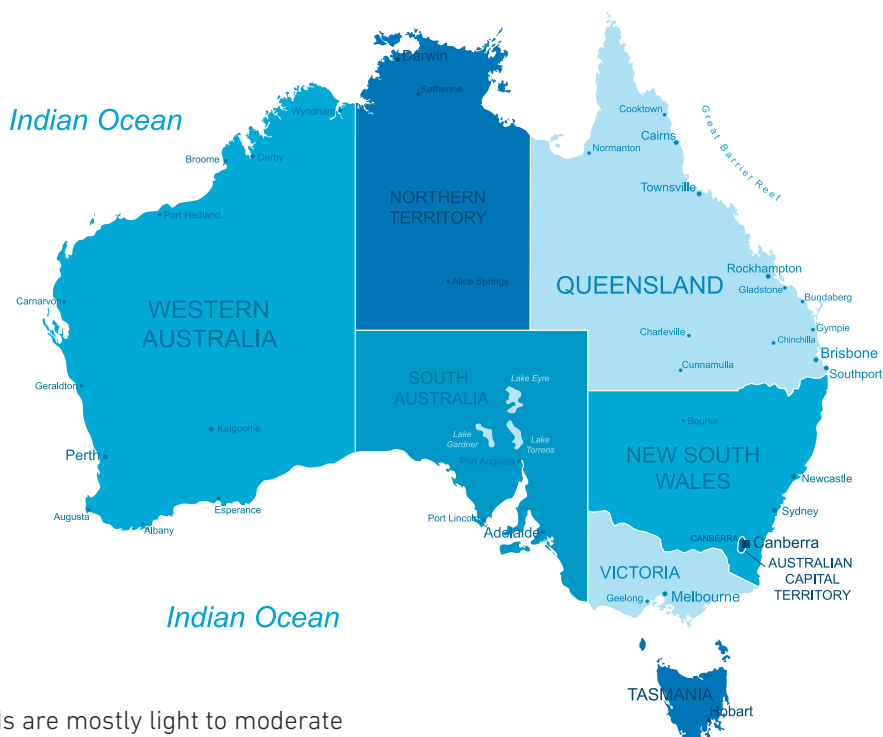 Darwin
Katherine
Wyndham
Indian Ocean
Cooktown
Great Barrier Reef
Cairns
Normanton
Broome
Derby
Townsville
NORTHERN
TERRITORY
Port Hedland
Rockhampton
Alice Springs
QUEENSLAND
Gladstone
Bundaberg
Carnarvon
WESTERN
AUSTRALIA
Charleville
Gympie
Chinchilla
Brisbone
Cunnamulla
Southport
SOUTH
AUSTRALIA
Lake Eyre
Geraldton
Bourke
Kalgoorlie
Lake
Gardner
Lake
Torrens
Perth
Port Augusta
NEW SOUTH
WALES
Newcastle
Esperance
Augusta
Albany
Port Lincoln
Sydney
Adelaide
CANBERRA
Canberra
AUSTRALIAN
CAPITAL
TERRITORY
VICTORIA
Geelong
Melbourne
Indian Ocean
TASMANIA
Hobart
are mostly light to moderate